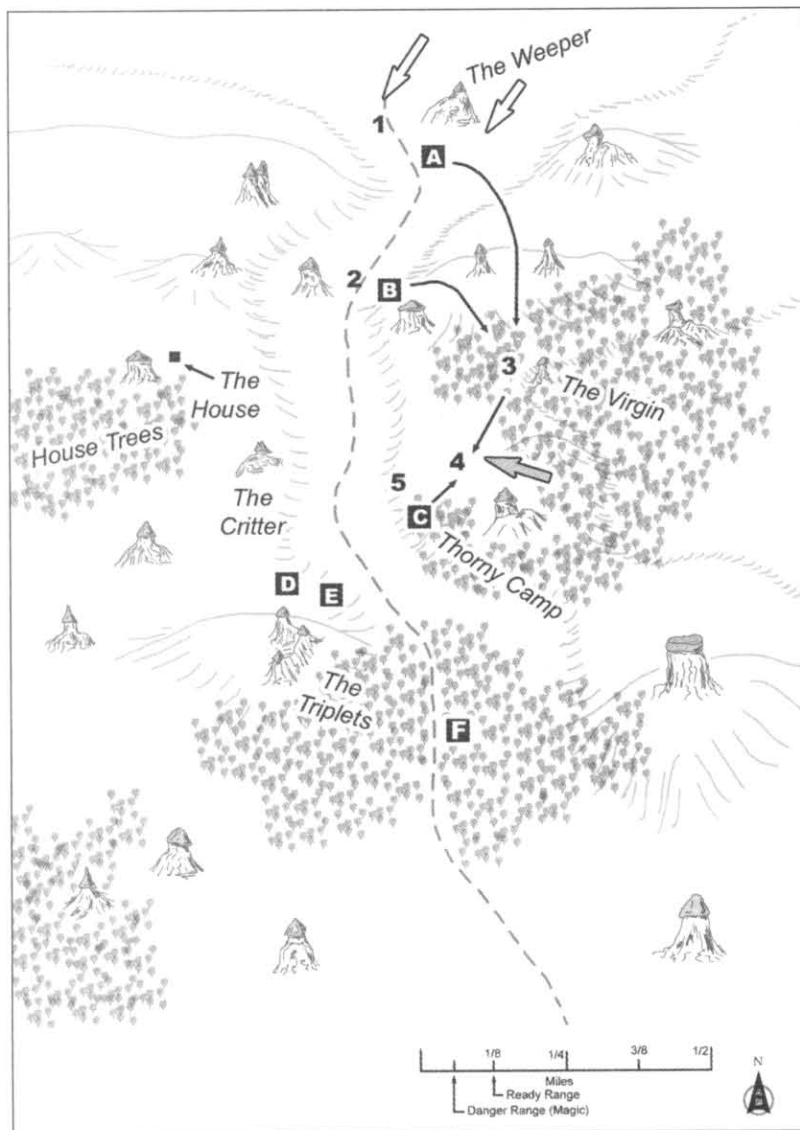 The Weeper
1
A
2
B
3
The
House
The Virgin
House Trees
4
5
The
Critter
C
Thorny Camp
D
E
The
Triplets
F
1/8
1/4
3/8
1/2
Miles
Ready Range
Danger Range (Magic)
N